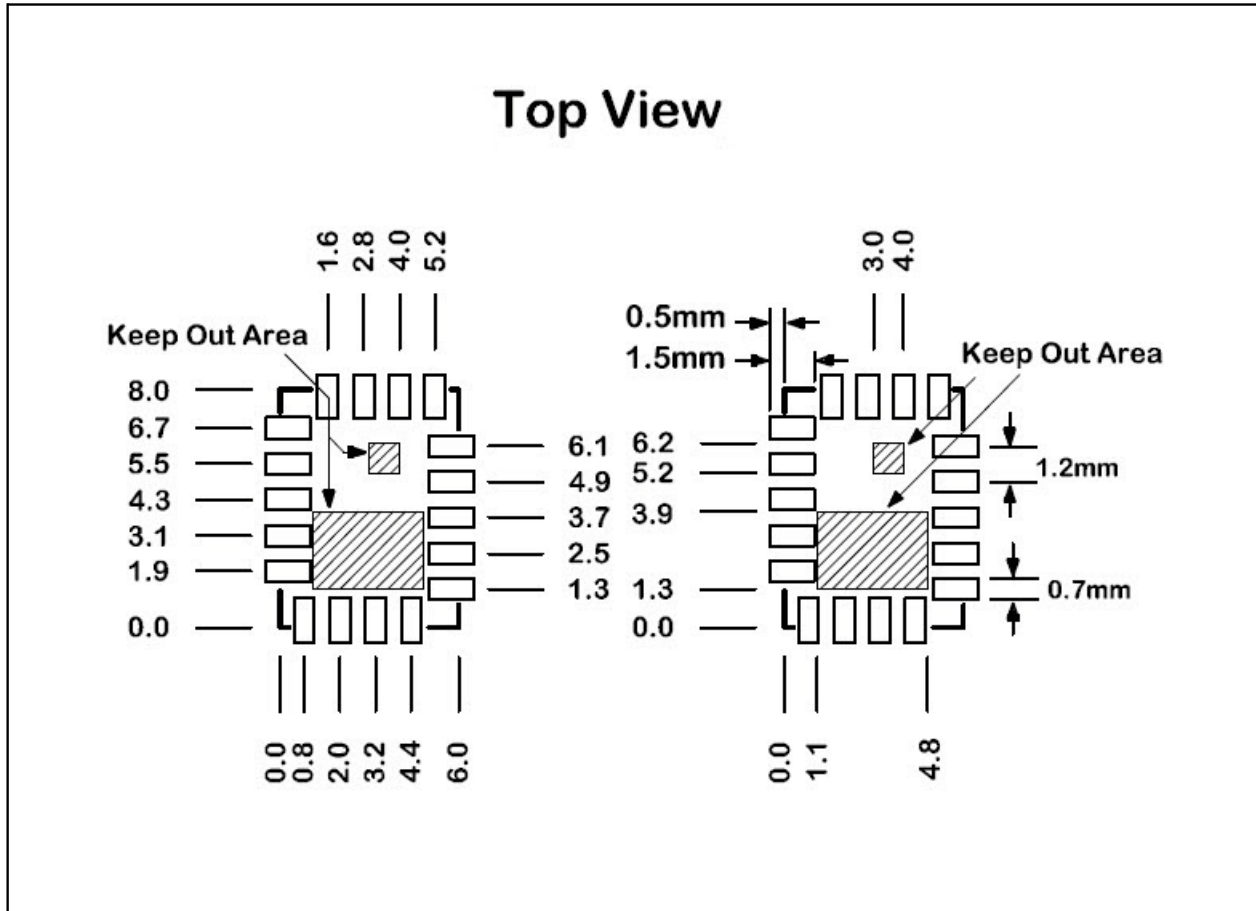 Top View
1.6 2.8 4.0 5.2
3.0 4.0
0.5mm
1.5mm
Keep Out Area
Keep Out Area
8.0
6.7
5.5
4.3
3.1
1.9
0.0
6.1
4.9
3.7
2.5
1.3
6.2
5.2
3.9
1.3
0.0
1.2mm
0.7mm
0.0 0.8 2.0 3.2 4.4 6.0
0.0 1.1 4.8